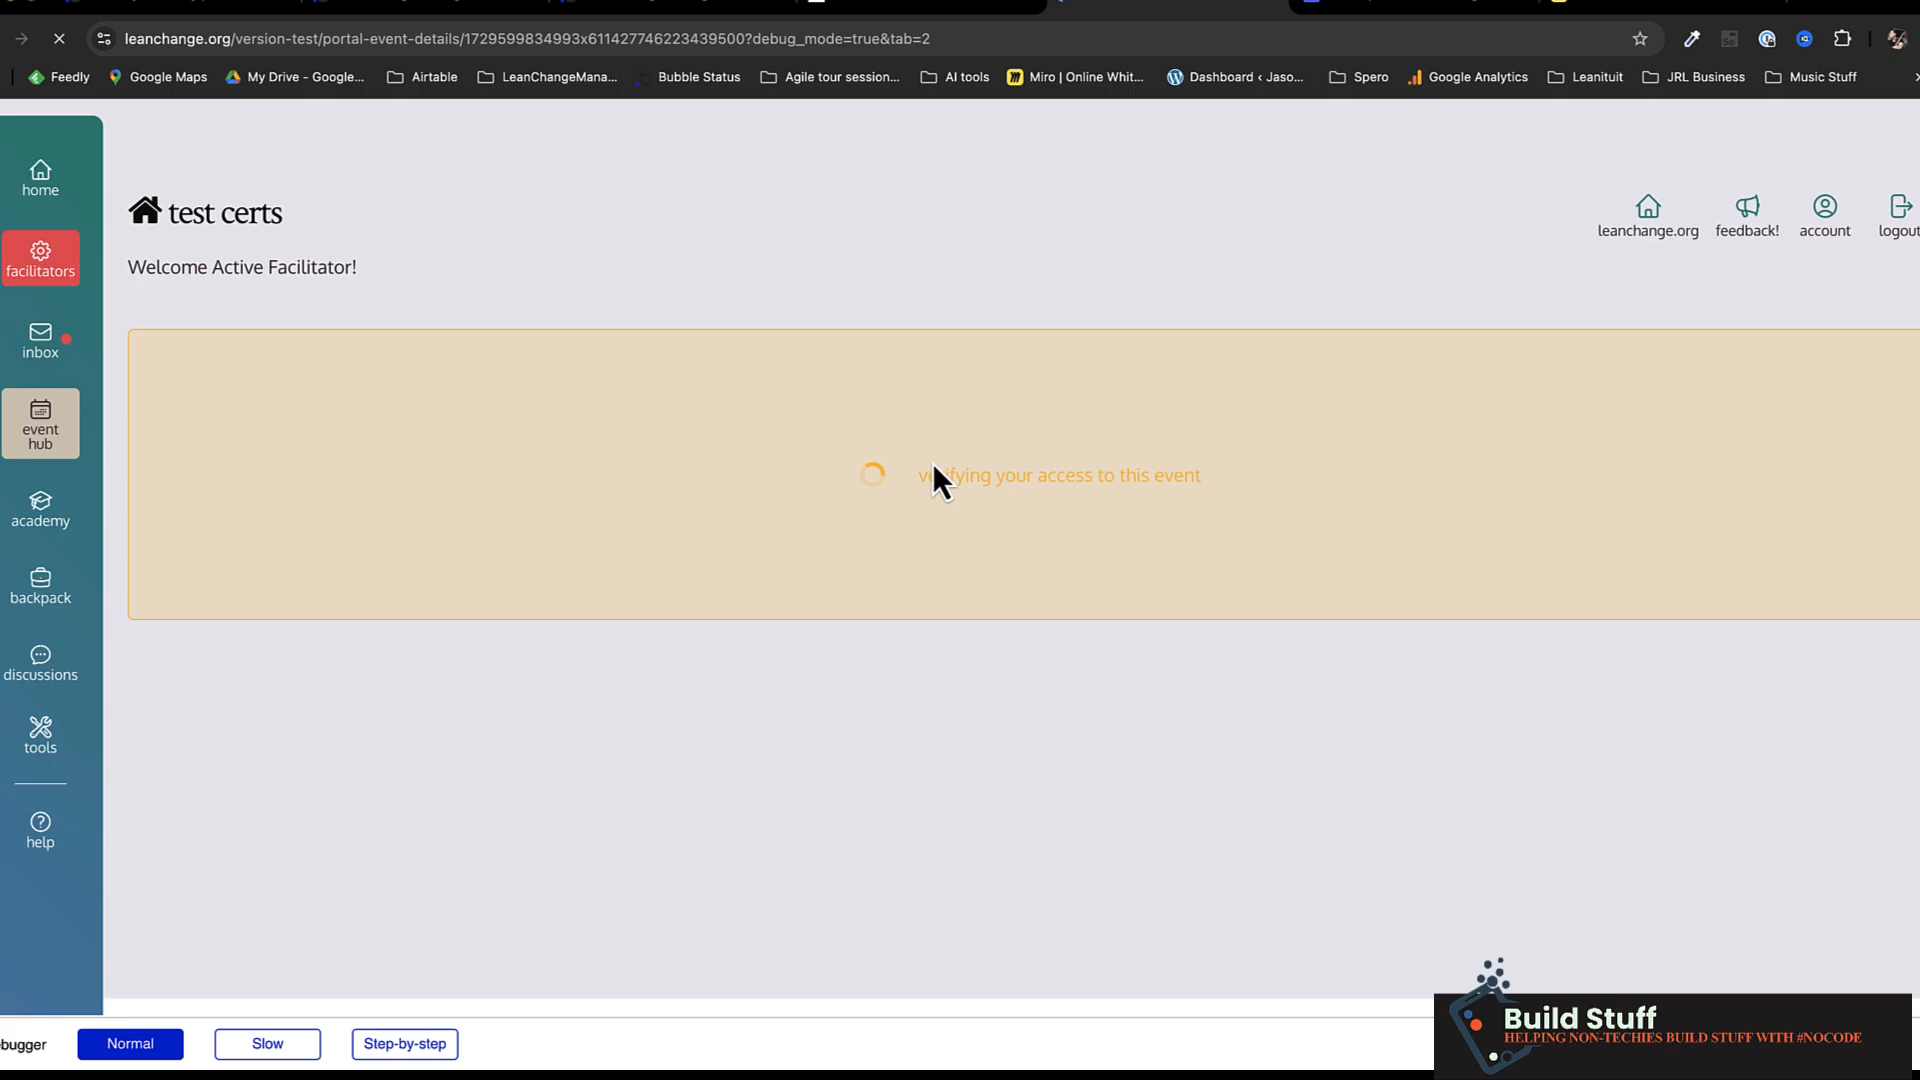 leanchange.org/version-test/portal-event-details/1729599834993x611427746223439500?debug_mode=true&tab=2
Feedly
Google Maps
My Drive - Google...
Airtable
LeanChangeMana...
Bubble Status
Agile tour session...
AI tools
Miro | Online Whit...
Dashboard ‹ Jaso...
Spero
Google Analytics
Leanituit
JRL Business
Music Stuff
home
facilitators
inbox
event
hub
academy
backpack
discussions
tools
help
test certs
Welcome Active Facilitator!
leanchange.org
feedback!
account
logout
verifying your access to this event
bugger
Normal
Slow
Step-by-step
Build Stuff
HELPING NON-TECHIES BUILD STUFF WITH #NOCODE